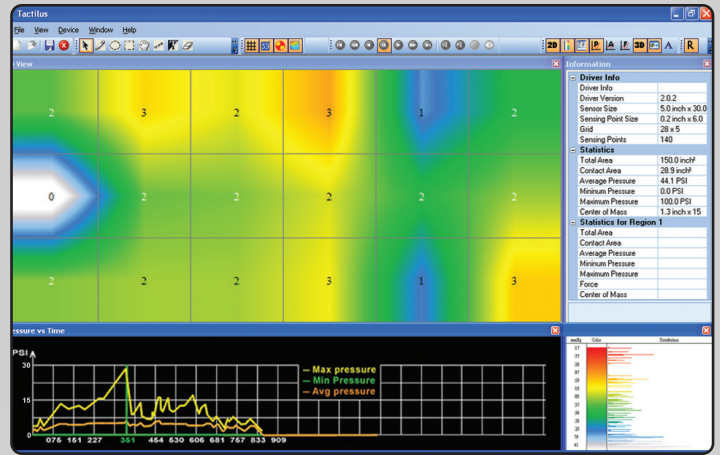 Tactilus
File View Device Window Help
2D P A F 3D A R
View
Information
2 3 2 3 1 2
0 2 2 2 2 2
2 2 2 3 1 3
Driver Info
Driver Info
Driver Version 2.0.2
Sensor Size 5.0 inch x 30.0
Sensing Point Size 0.2 inch x 6.0
Grid 28 x 5
Sensing Points 140
Statistics
Total Area 150.0 inch²
Contact Area 28.9 inch²
Average Pressure 44.1 PSI
Minimum Pressure 0.0 PSI
Maximum Pressure 100.0 PSI
Center of Mass 1.3 inch x 15
Statistics for Region 1
Total Area
Contact Area
Average Pressure
Minimum Pressure
Maximum Pressure
Force
Center of Mass
essure vs Time
PSI
30
15
0
Max pressure
Min Pressure
Avg pressure
076 161 227 351 464 530 606 681 767 833 909
mmHg Color Distribution